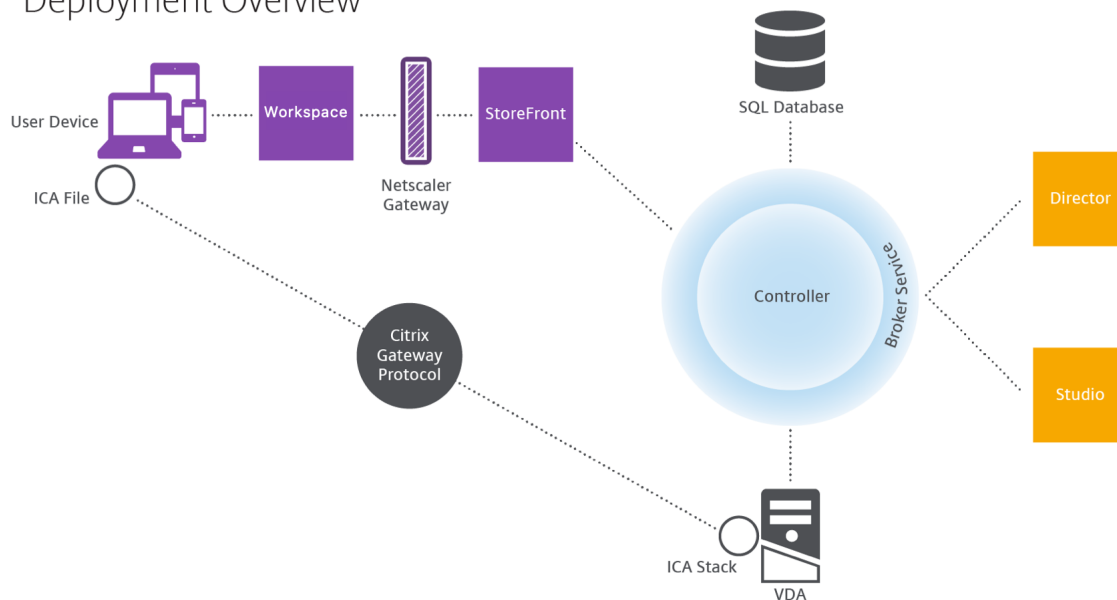 Deployment Overview
SQL Database
User Device
Workspace
StoreFront
Netscaler
Gateway
ICA File
Director
Broker Service
Controller
Citrix
Gateway
Protocol
Studio
ICA Stack
VDA